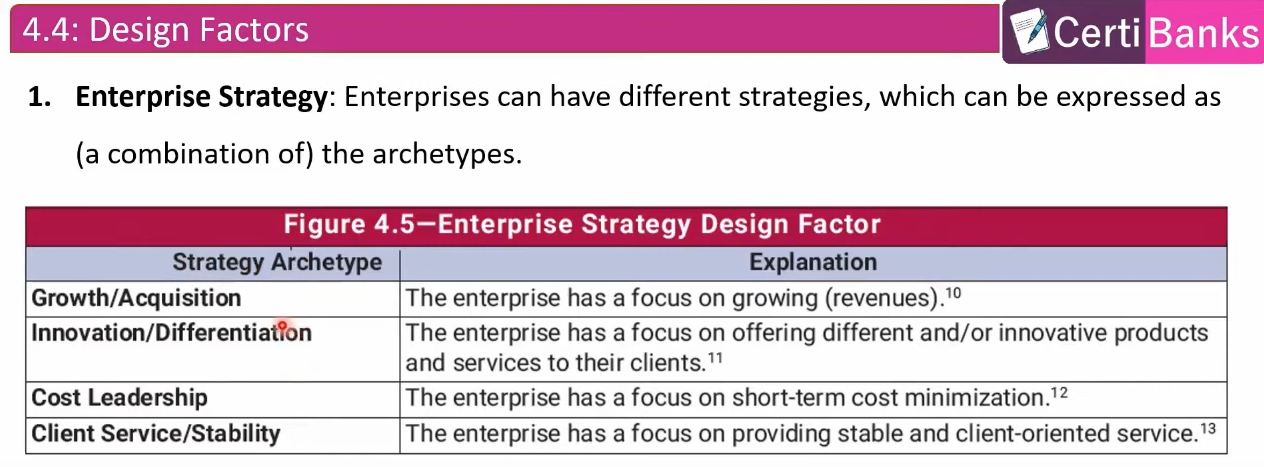 4.4: Design Factors
CertiBanks
1. Enterprise Strategy: Enterprises can have different strategies, which can be expressed as
(a combination of) the archetypes.
Figure 4.5—Enterprise Strategy Design Factor
Strategy Archetype Explanation
Growth/Acquisition The enterprise has a focus on growing (revenues).¹⁰
Innovation/Differentiation The enterprise has a focus on offering different and/or innovative products
and services to their clients.¹¹
Cost Leadership The enterprise has a focus on short-term cost minimization.¹²
Client Service/Stability The enterprise has a focus on providing stable and client-oriented service.¹³